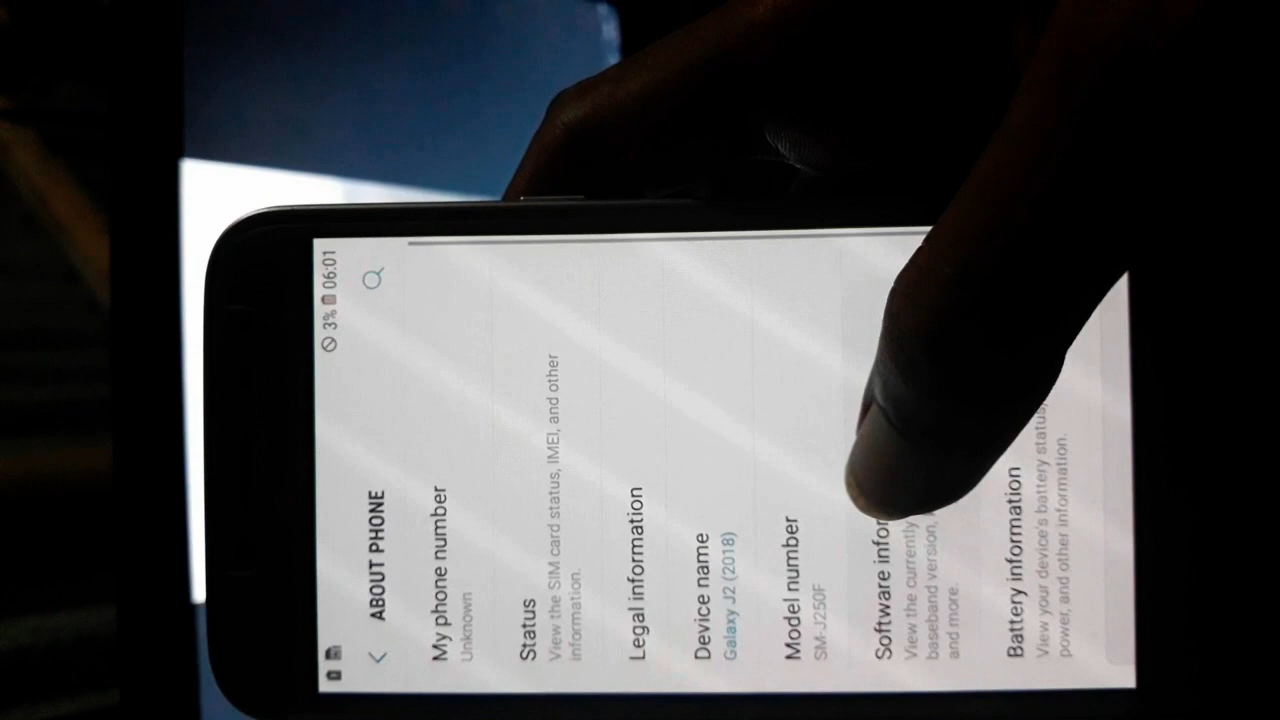 3% 06:01
ABOUT PHONE
My phone number
Unknown
Status
View the SIM card status, IMEI, and other
information.
Legal information
Device name
Galaxy J2 (2018)
Model number
SM-J250F
Software infor
View the currently
baseband version,
and more.
Battery information
View your device's battery status,
power, and other information.